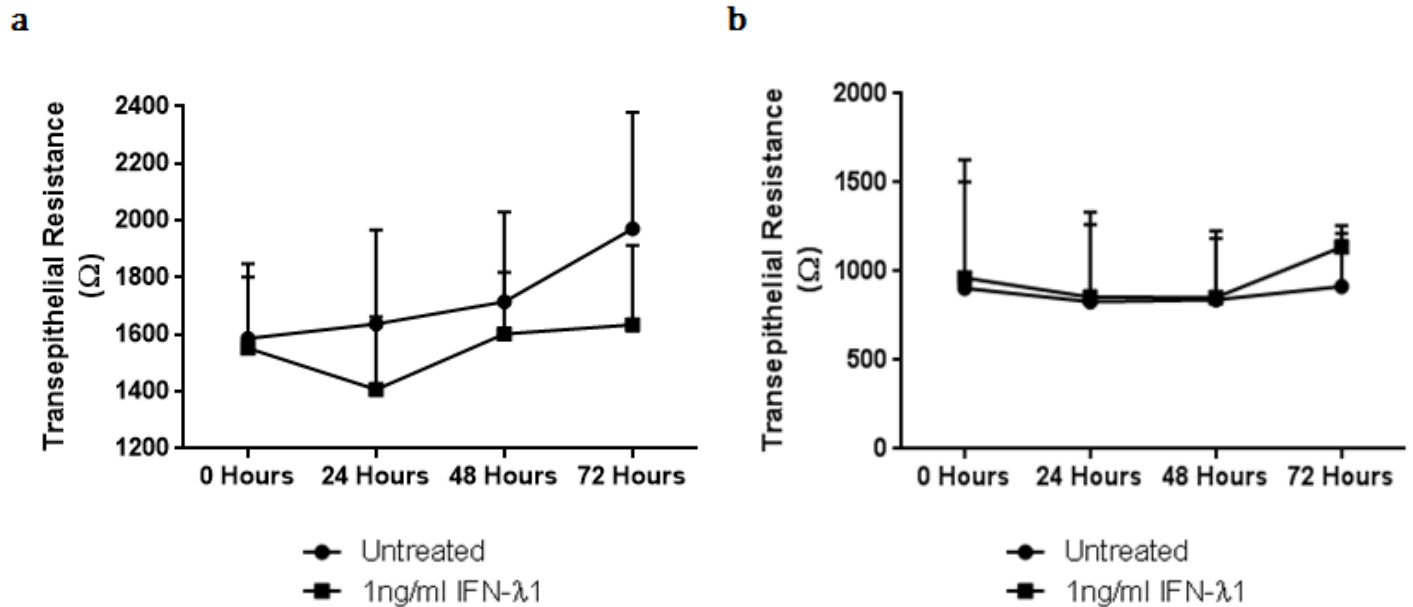 a
Transepithelial Resistance
(Ω)
2400
2200
2000
1800
1600
1400
1200
0 Hours 24 Hours 48 Hours 72 Hours
Untreated
1ng/ml IFN-λ1
b
Transepithelial Resistance
(Ω)
2000
1500
1000
500
0
0 Hours 24 Hours 48 Hours 72 Hours
Untreated
1ng/ml IFN-λ1